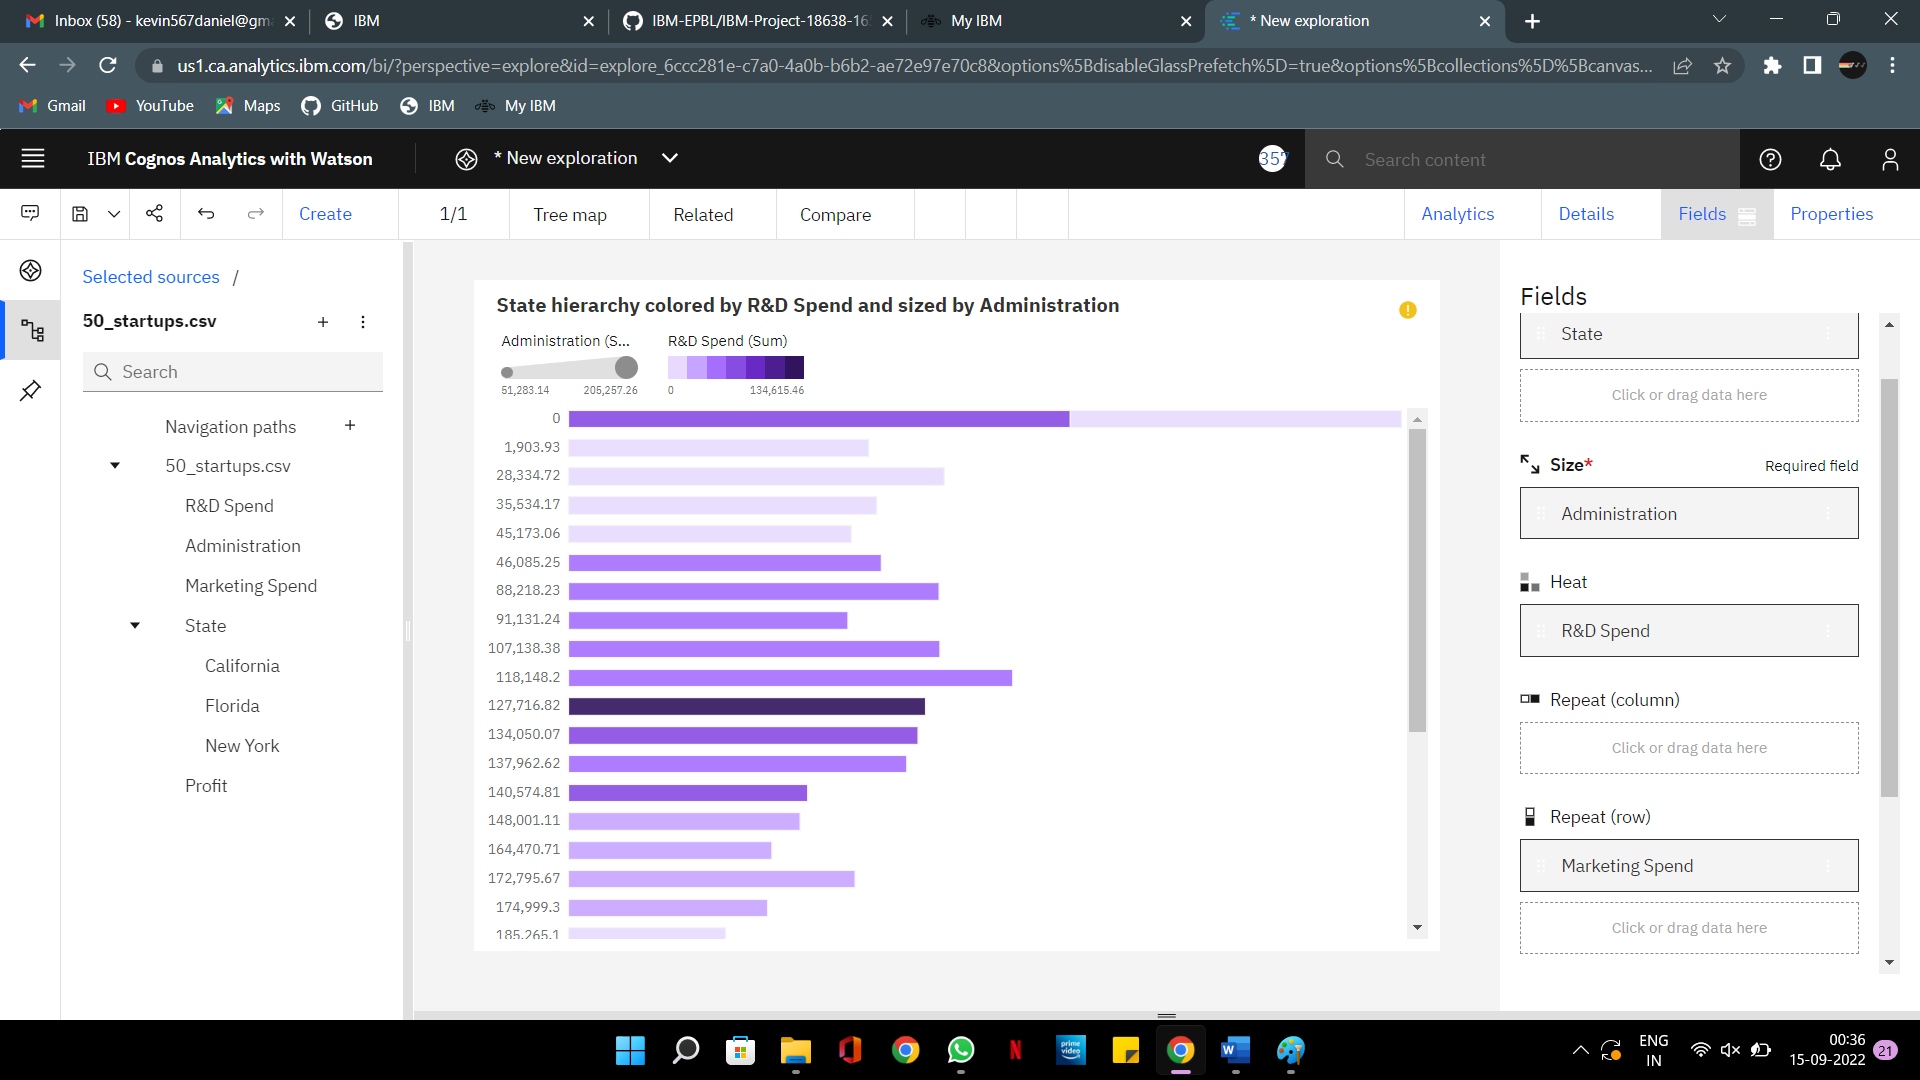 Inbox (58) - kevin567daniel@gm
IBM
IBM-EPBL/IBM-Project-18638-16
My IBM
* New exploration
us1.ca.analytics.ibm.com/bi/?perspective=explore&id=explore_6ccc281e-c7a0-4a0b-b6b2-ae72e97e70c8&options%5BdisableGlassPrefetch%5D=true&options%5Bcollections%5D%5Bcanvas...
Gmail
YouTube
Maps
GitHub
IBM
My IBM
IBM Cognos Analytics with Watson
* New exploration
357
Search content
Create
1/1
Tree map
Related
Compare
Analytics
Details
Fields
Properties
Selected sources /
50_startups.csv
Search
Navigation paths
50_startups.csv
R&D Spend
Administration
Marketing Spend
State
California
Florida
New York
Profit
State hierarchy colored by R&D Spend and sized by Administration
Administration (S...
51,283.14
205,257.26
R&D Spend (Sum)
0
134,615.46
0
1,903.93
28,334.72
35,534.17
45,173.06
46,085.25
88,218.23
91,131.24
107,138.38
118,148.2
127,716.82
134,050.07
137,962.62
140,574.81
148,001.11
164,470.71
172,795.67
174,999.3
185,265.1
Fields
State
Click or drag data here
Size*
Required field
Administration
Heat
R&D Spend
Repeat (column)
Click or drag data here
Repeat (row)
Marketing Spend
Click or drag data here
prime video
W
N
ENG
IN
00:36
15-09-2022
21